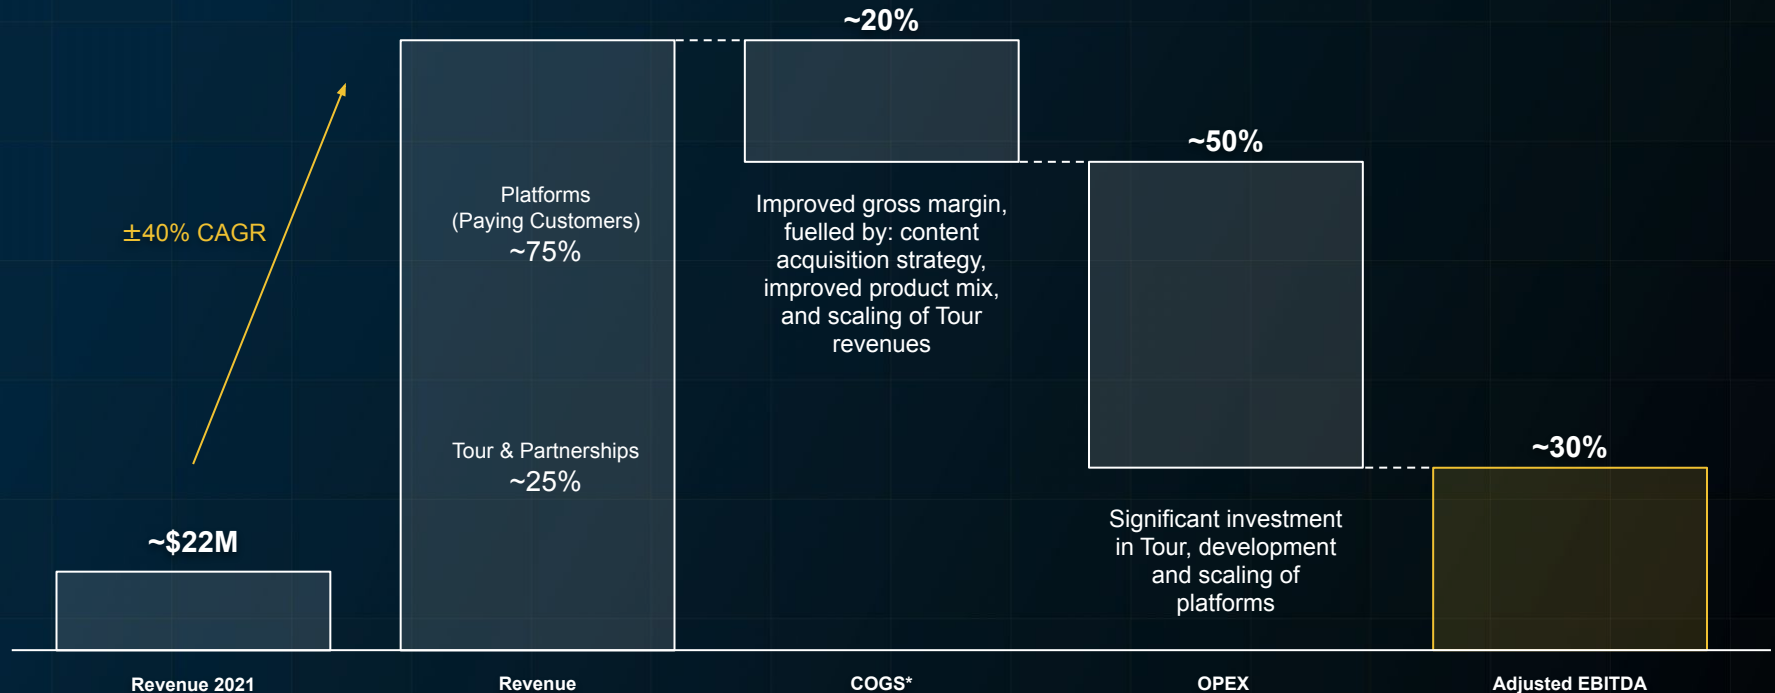 ~20%
~50%
Platforms
(Paying Customers)
~75%
Improved gross margin,
fuelled by: content
acquisition strategy,
improved product mix,
and scaling of Tour
revenues
±40% CAGR
Tour & Partnerships
~25%
~30%
~$22M
Significant investment
in Tour, development
and scaling of
platforms
Revenue 2021
Revenue
COGS*
OPEX
Adjusted EBITDA